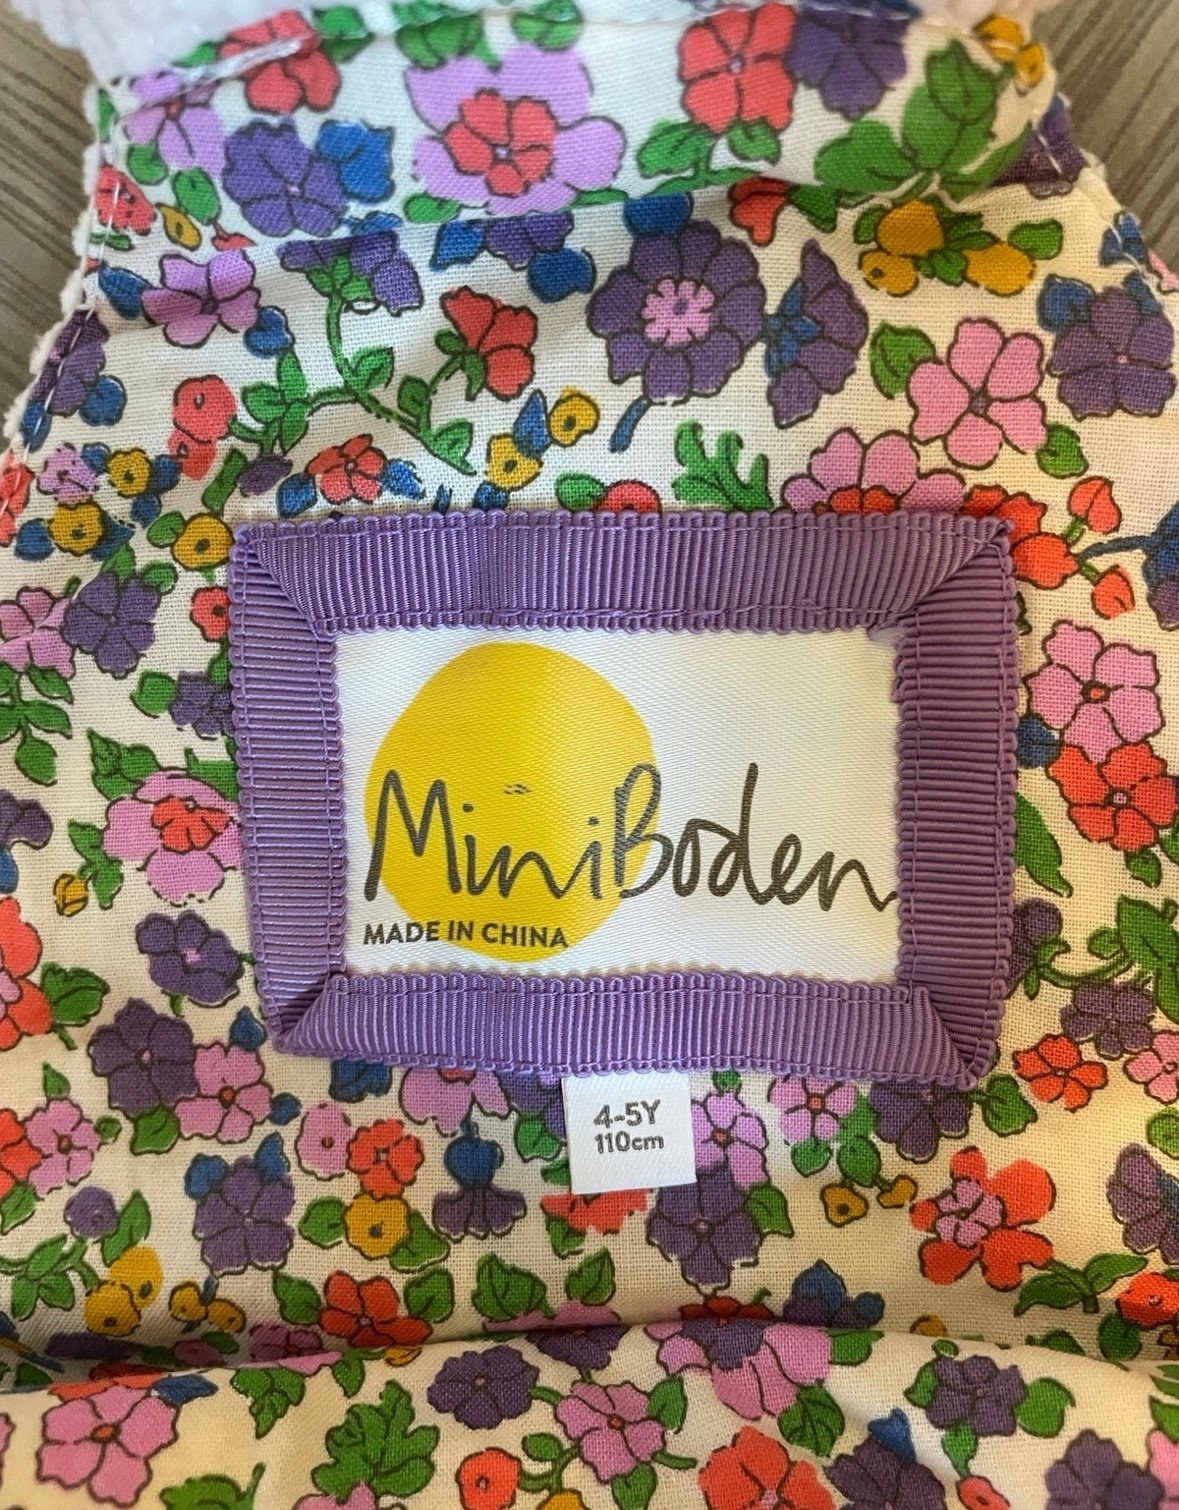 MiniBoden
MADE IN CHINA
4-5Y
110cm